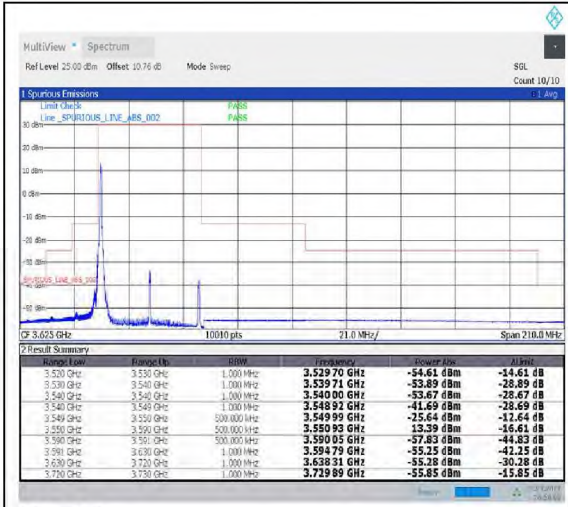 MultiView Spectrum
Ref Level 25.00 dBm Offset 10.76 dB Mode Sweep SGL
Count 10/10
1 Spurious Emissions 1 Avg
Limit Check PASS
Line _SPURIOUS_LINE_ABS_002 PASS
30 dBm
20 dBm
10 dBm
0 dBm
-10 dBm
-20 dBm
-30 dBm
_SPURIOUS_LINE_ABS_002
CF 3.625 GHz 10010 pts 21.0 MHz/ Span 210.0 MHz
2 Result Summary
Range Low Range Up RBW Frequency Power Abs ΔLimit
3.520 GHz 3.530 GHz 1.000 MHz 3.52970 GHz -54.61 dBm -14.61 dB
3.530 GHz 3.540 GHz 1.000 MHz 3.53971 GHz -53.89 dBm -28.89 dB
3.540 GHz 3.540 GHz 1.000 MHz 3.54000 GHz -53.67 dBm -28.67 dB
3.540 GHz 3.549 GHz 1.000 MHz 3.54892 GHz -41.69 dBm -28.69 dB
3.549 GHz 3.550 GHz 500.000 kHz 3.54999 GHz -25.64 dBm -12.64 dB
3.550 GHz 3.590 GHz 500.000 kHz 3.55093 GHz 13.39 dBm -16.61 dB
3.590 GHz 3.591 GHz 500.000 kHz 3.59005 GHz -57.83 dBm -44.83 dB
3.591 GHz 3.630 GHz 1.000 MHz 3.59479 GHz -55.25 dBm -42.25 dB
3.630 GHz 3.720 GHz 1.000 MHz 3.63831 GHz -55.28 dBm -30.28 dB
3.720 GHz 3.730 GHz 1.000 MHz 3.72989 GHz -55.85 dBm -15.85 dB